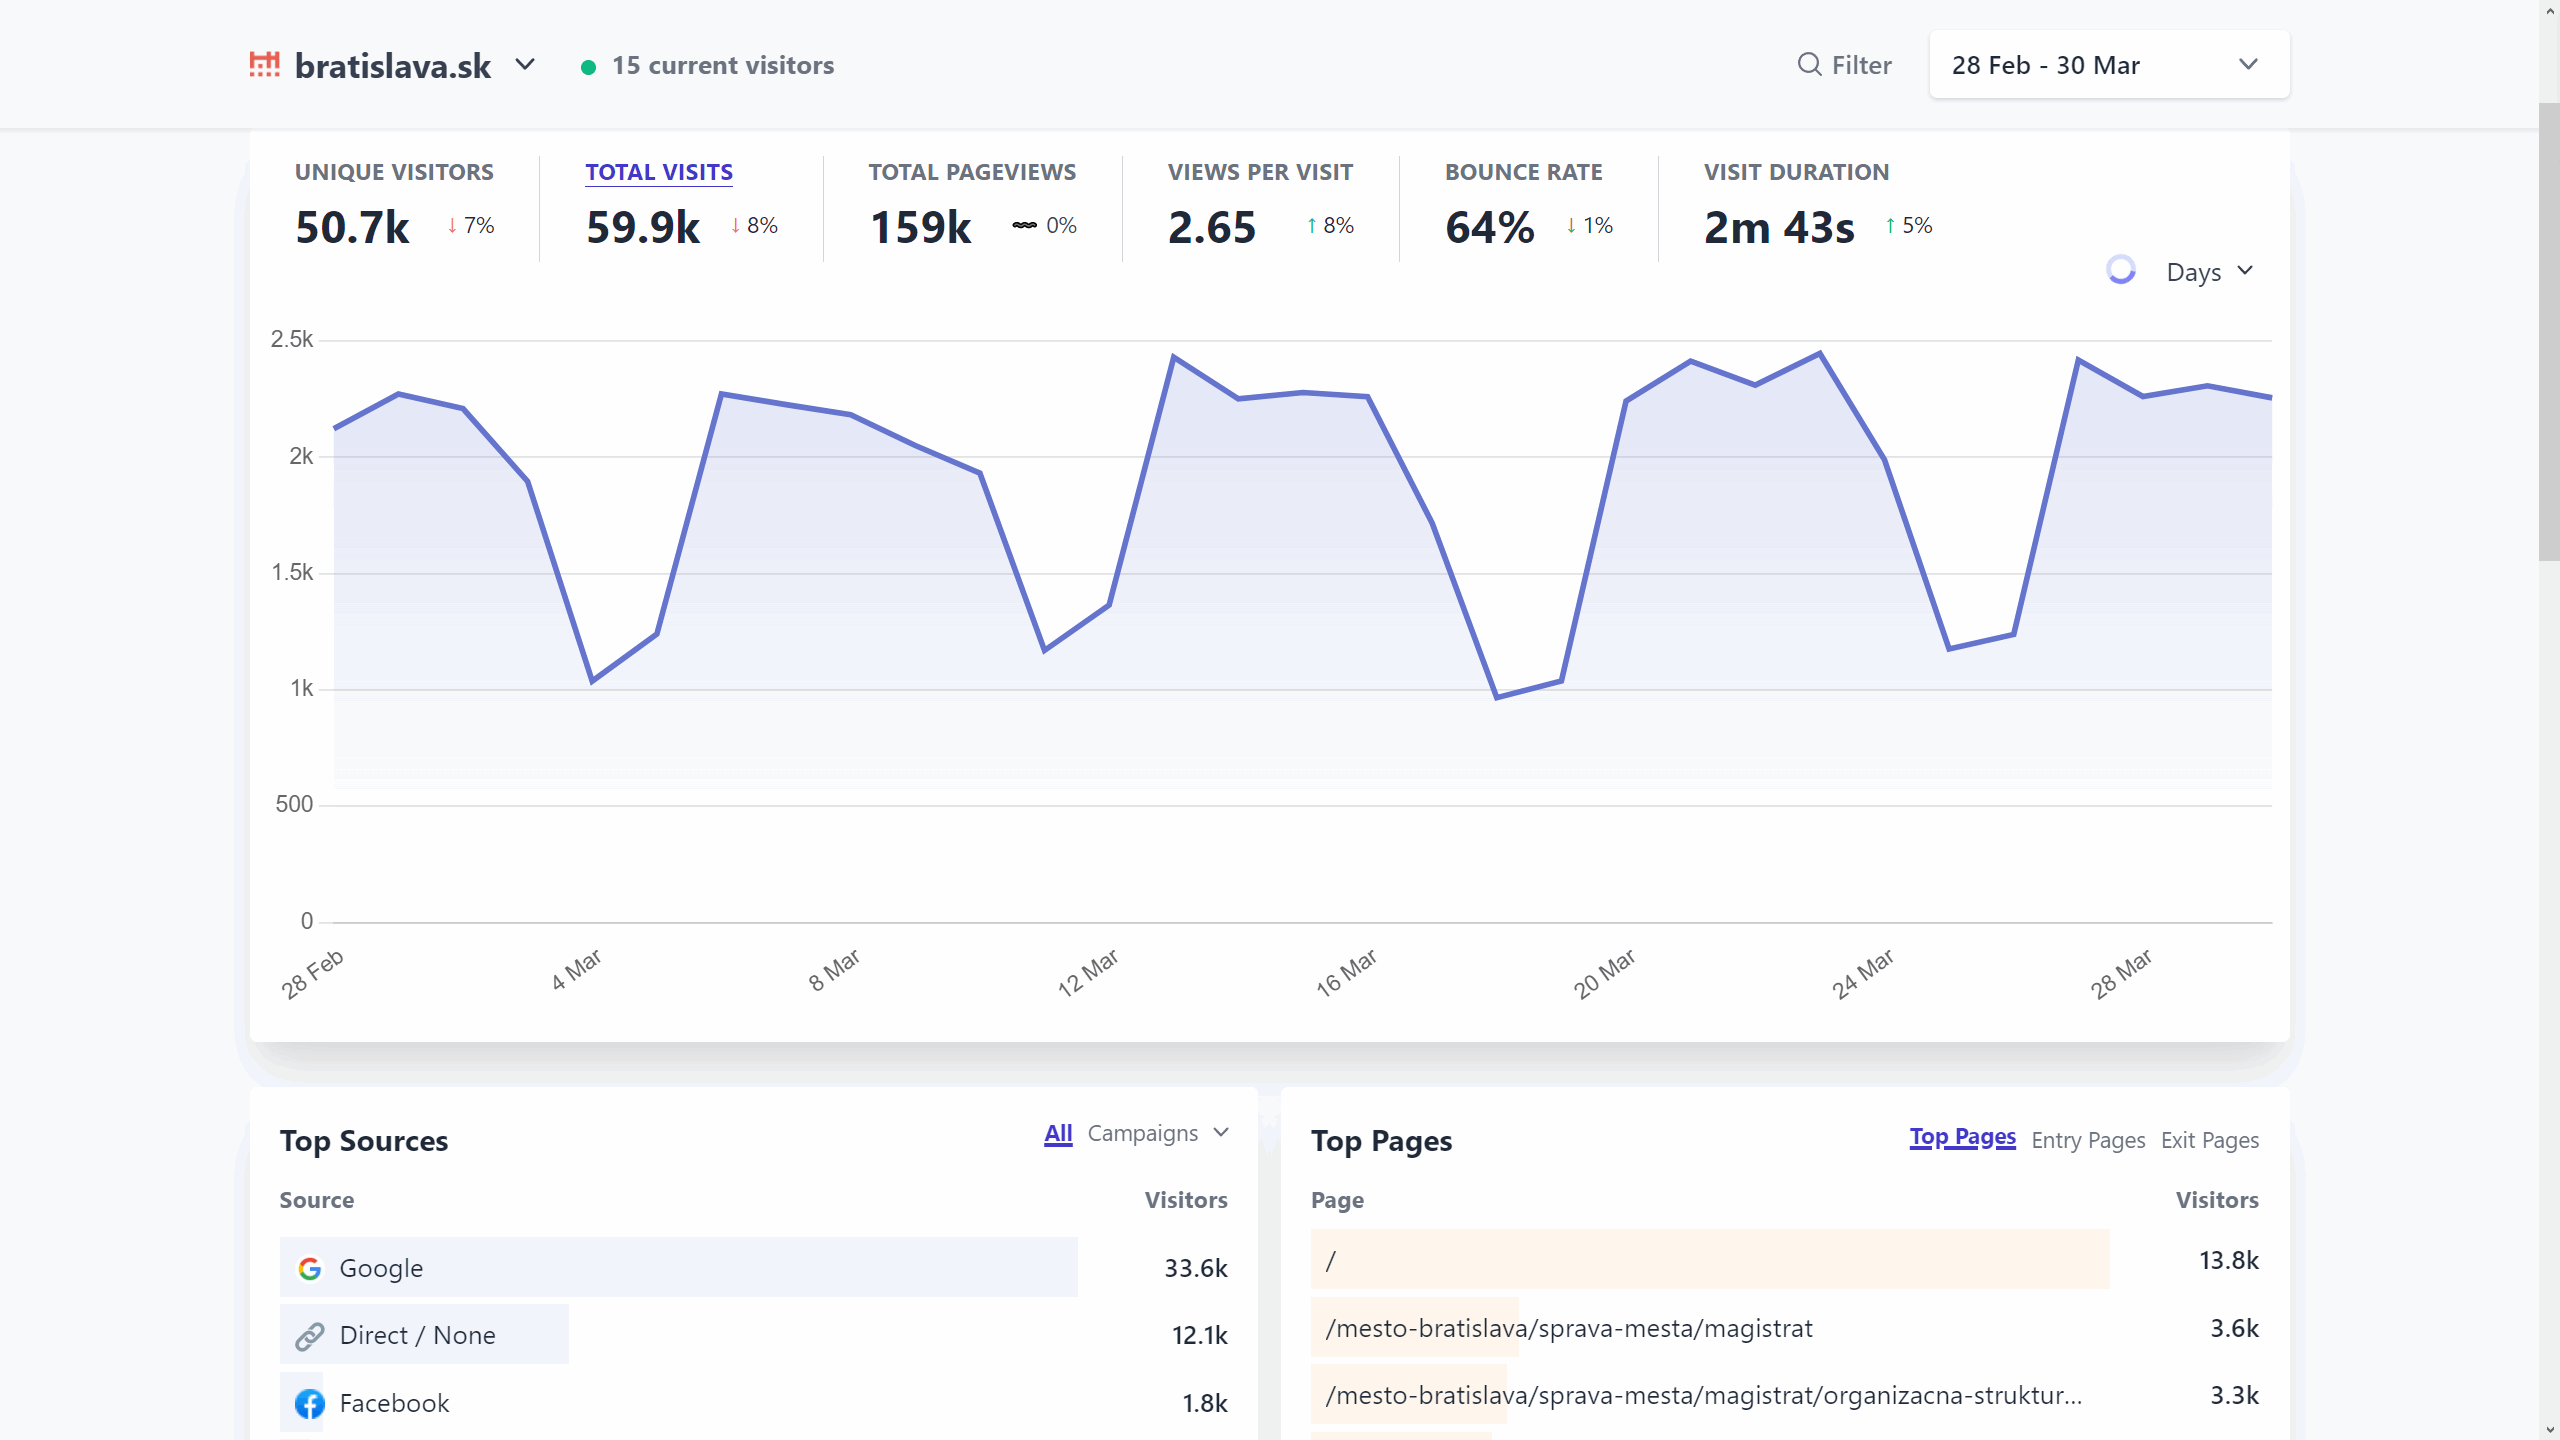 bratislava.sk 15 current visitors Filter 28 Feb - 30 Mar
UNIQUE VISITORS TOTAL VISITS TOTAL PAGEVIEWS VIEWS PER VISIT BOUNCE RATE VISIT DURATION
50.7k ↓ 7% 59.9k ↓ 8% 159k 〰 0% 2.65 ↑ 8% 64% ↓ 1% 2m 43s ↑ 5%
Days
2.5k
2k
1.5k
1k
500
0
28 Feb 4 Mar 8 Mar 12 Mar 16 Mar 20 Mar 24 Mar 28 Mar
Top Sources All Campaigns
Source Visitors
Google 33.6k
Direct / None 12.1k
Facebook 1.8k
Top Pages Top Pages Entry Pages Exit Pages
Page Visitors
/ 13.8k
/mesto-bratislava/sprava-mesta/magistrat 3.6k
/mesto-bratislava/sprava-mesta/magistrat/organizacna-struktur... 3.3k